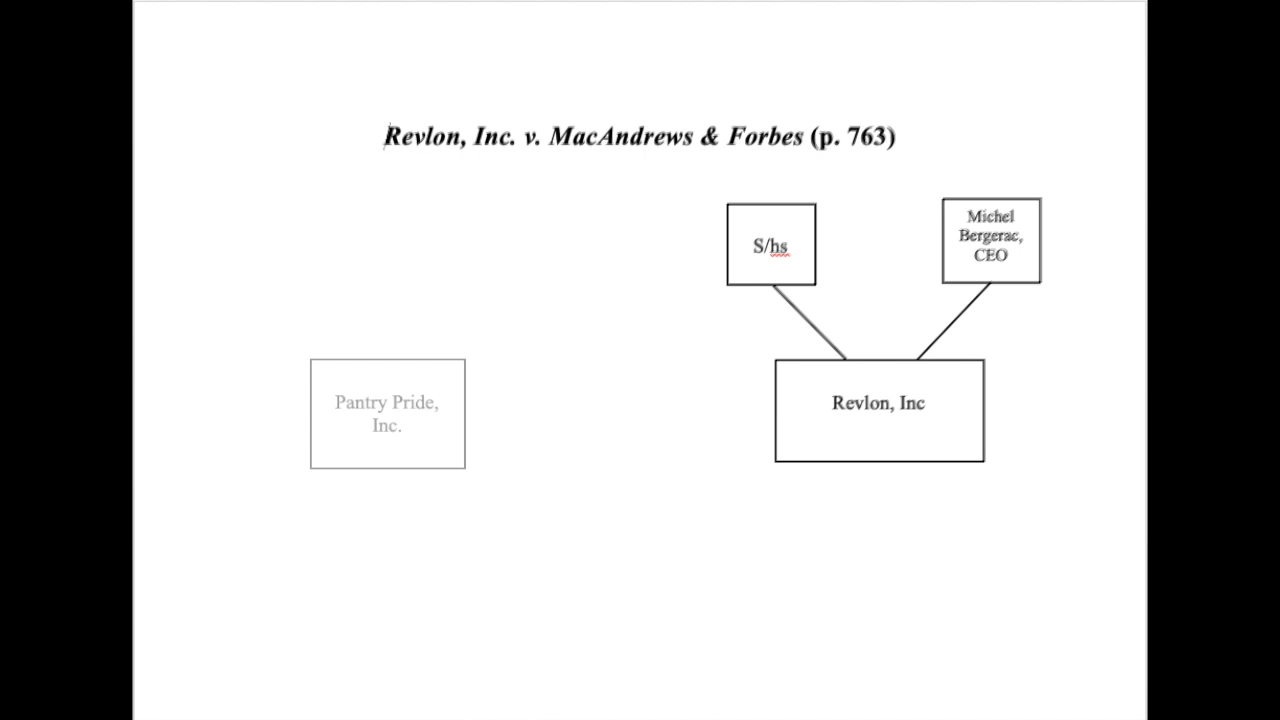 Revlon, Inc. v. MacAndrews & Forbes (p. 763)
S/hs
Michel
Bergerac,
CEO
Pantry Pride,
Inc.
Revlon, Inc